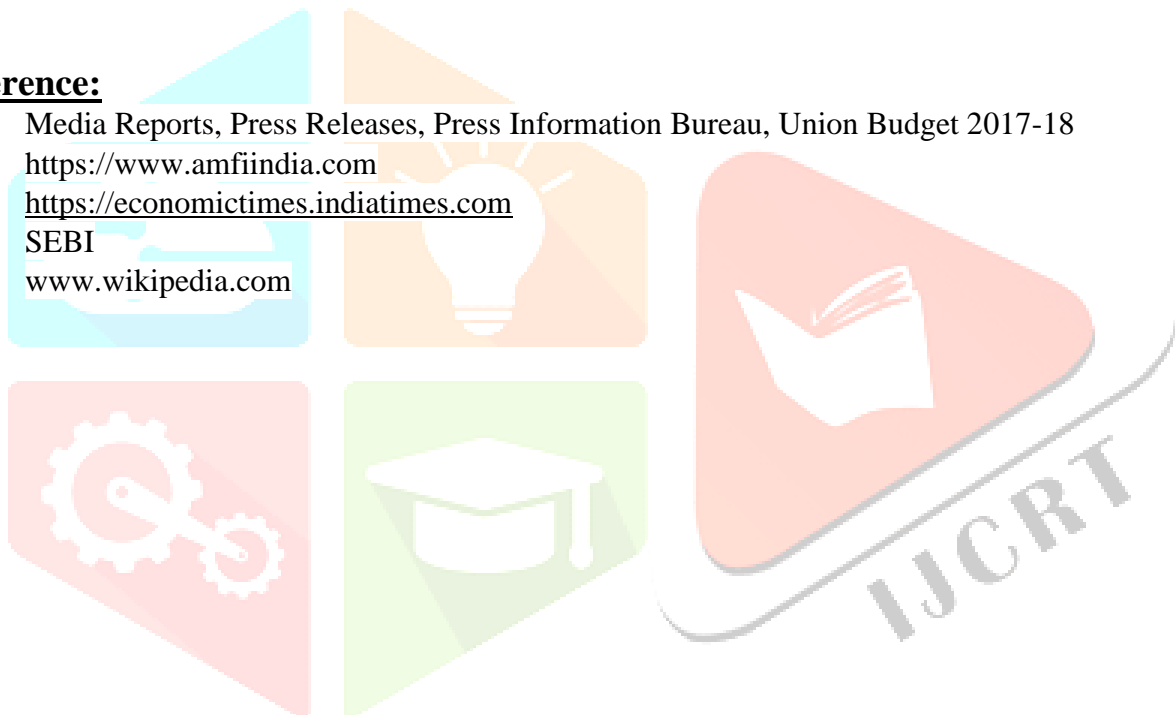 erence:
Media Reports, Press Releases, Press Information Bureau, Union Budget 2017-18
https://www.amfiindia.com
https://economictimes.indiatimes.com
SEBI
www.wikipedia.com
IJCRT